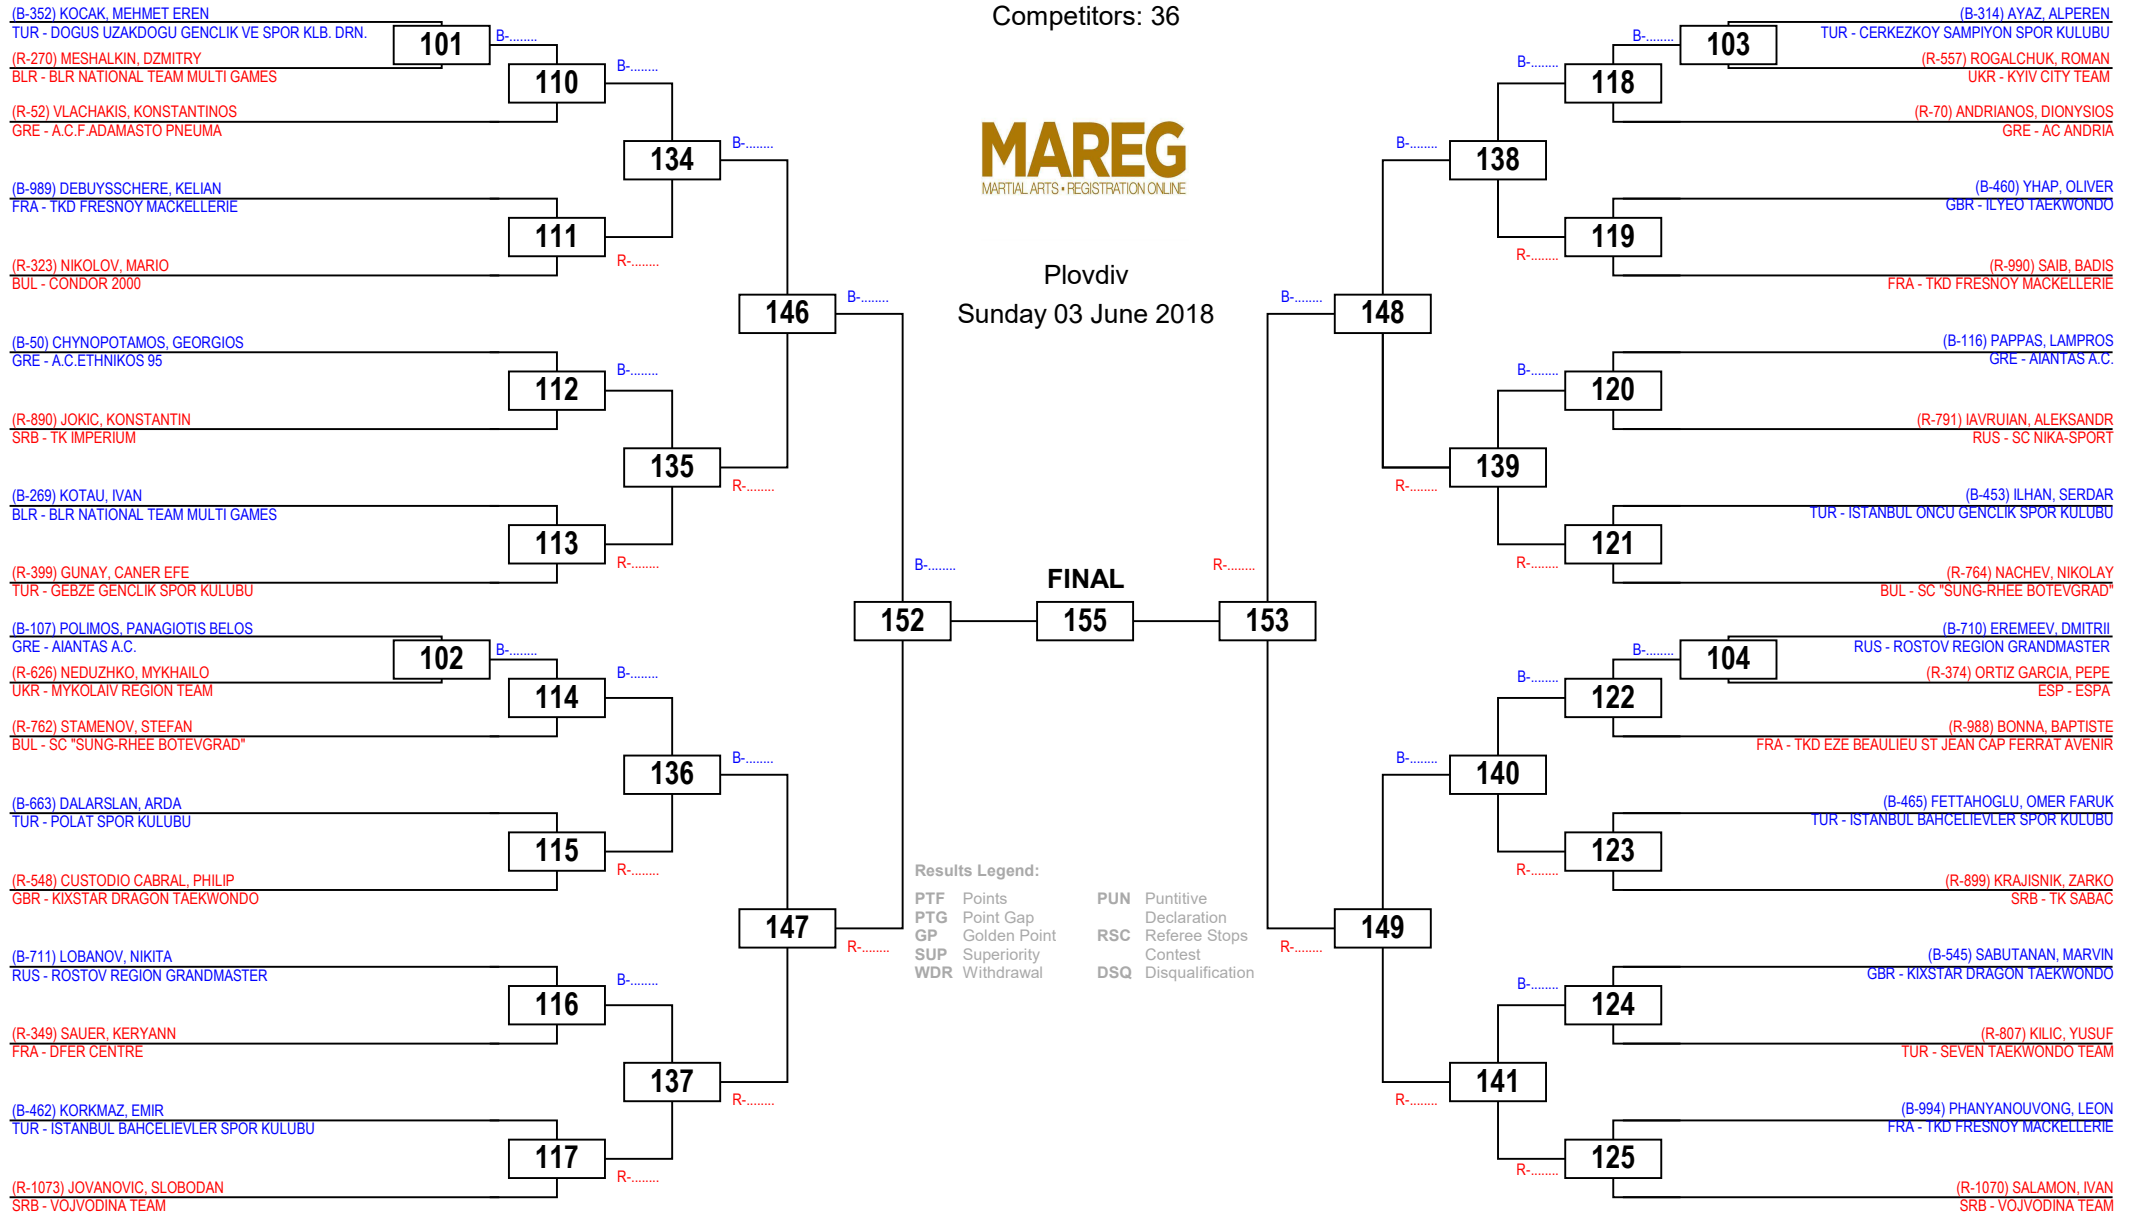 Competitors: 36
MAREG
MARTIAL ARTS • REGISTRATION ONLINE
Plovdiv
Sunday 03 June 2018
(B-352) KOCAK, MEHMET EREN
TUR - DOGUS UZAKDOGU GENCLIK VE SPOR KLB. DRN.
101
B-........
(R-270) MESHALKIN, DZMITRY
BLR - BLR NATIONAL TEAM MULTI GAMES
110
B-........
(R-52) VLACHAKIS, KONSTANTINOS
GRE - A.C.F.ADAMASTO PNEUMA
134
B-........
(B-989) DEBUYSSCHERE, KELIAN
FRA - TKD FRESNOY MACKELLERIE
111
R-........
(R-323) NIKOLOV, MARIO
BUL - CONDOR 2000
146
B-........
(B-50) CHYNOPOTAMOS, GEORGIOS
GRE - A.C.ETHNIKOS 95
112
B-........
(R-890) JOKIC, KONSTANTIN
SRB - TK IMPERIUM
135
R-........
(B-269) KOTAU, IVAN
BLR - BLR NATIONAL TEAM MULTI GAMES
113
R-........
(R-399) GUNAY, CANER EFE
TUR - GEBZE GENCLIK SPOR KULUBU
B-........
152
FINAL
155
R-........
153
(B-107) POLIMOS, PANAGIOTIS BELOS
GRE - AIANTAS A.C.
102
B-........
(R-626) NEDUZHKO, MYKHAILO
UKR - MYKOLAIV REGION TEAM
114
B-........
(R-762) STAMENOV, STEFAN
BUL - SC "SUNG-RHEE BOTEVGRAD"
136
B-........
(B-663) DALARSLAN, ARDA
TUR - POLAT SPOR KULUBU
115
R-........
(R-548) CUSTODIO CABRAL, PHILIP
GBR - KIXSTAR DRAGON TAEKWONDO
147
R-........
(B-711) LOBANOV, NIKITA
RUS - ROSTOV REGION GRANDMASTER
116
B-........
(R-349) SAUER, KERYANN
FRA - DFER CENTRE
137
R-........
(B-462) KORKMAZ, EMIR
TUR - ISTANBUL BAHCELIEVLER SPOR KULUBU
117
R-........
(R-1073) JOVANOVIC, SLOBODAN
SRB - VOJVODINA TEAM
Results Legend:
PTF Points
PTG Point Gap
GP Golden Point
SUP Superiority
WDR Withdrawal
PUN Puntitive
Declaration
RSC Referee Stops
Contest
DSQ Disqualification
(B-314) AYAZ, ALPEREN
TUR - CERKEZKOY SAMPIYON SPOR KULUBU
B-........
103
(R-557) ROGALCHUK, ROMAN
UKR - KYIV CITY TEAM
B-........
118
(R-70) ANDRIANOS, DIONYSIOS
GRE - AC ANDRIA
B-........
138
(B-460) YHAP, OLIVER
GBR - ILYEO TAEKWONDO
R-........
119
(R-990) SAIB, BADIS
FRA - TKD FRESNOY MACKELLERIE
B-........
148
(B-116) PAPPAS, LAMPROS
GRE - AIANTAS A.C.
B-........
120
(R-791) IAVRUIAN, ALEKSANDR
RUS - SC NIKA-SPORT
R-........
139
(B-453) ILHAN, SERDAR
TUR - ISTANBUL ONCU GENCLIK SPOR KULUBU
R-........
121
(R-764) NACHEV, NIKOLAY
BUL - SC "SUNG-RHEE BOTEVGRAD"
(B-710) EREMEEV, DMITRII
RUS - ROSTOV REGION GRANDMASTER
B-........
104
(R-374) ORTIZ GARCIA, PEPE
ESP - ESPA
B-........
122
(R-988) BONNA, BAPTISTE
FRA - TKD EZE BEAULIEU ST JEAN CAP FERRAT AVENIR
B-........
140
(B-465) FETTAHOGLU, OMER FARUK
TUR - ISTANBUL BAHCELIEVLER SPOR KULUBU
R-........
123
(R-899) KRAJISNIK, ZARKO
SRB - TK SABAC
R-........
149
(B-545) SABUTANAN, MARVIN
GBR - KIXSTAR DRAGON TAEKWONDO
B-........
124
(R-807) KILIC, YUSUF
TUR - SEVEN TAEKWONDO TEAM
R-........
141
(B-994) PHANYANOUVONG, LEON
FRA - TKD FRESNOY MACKELLERIE
R-........
125
(R-1070) SALAMON, IVAN
SRB - VOJVODINA TEAM